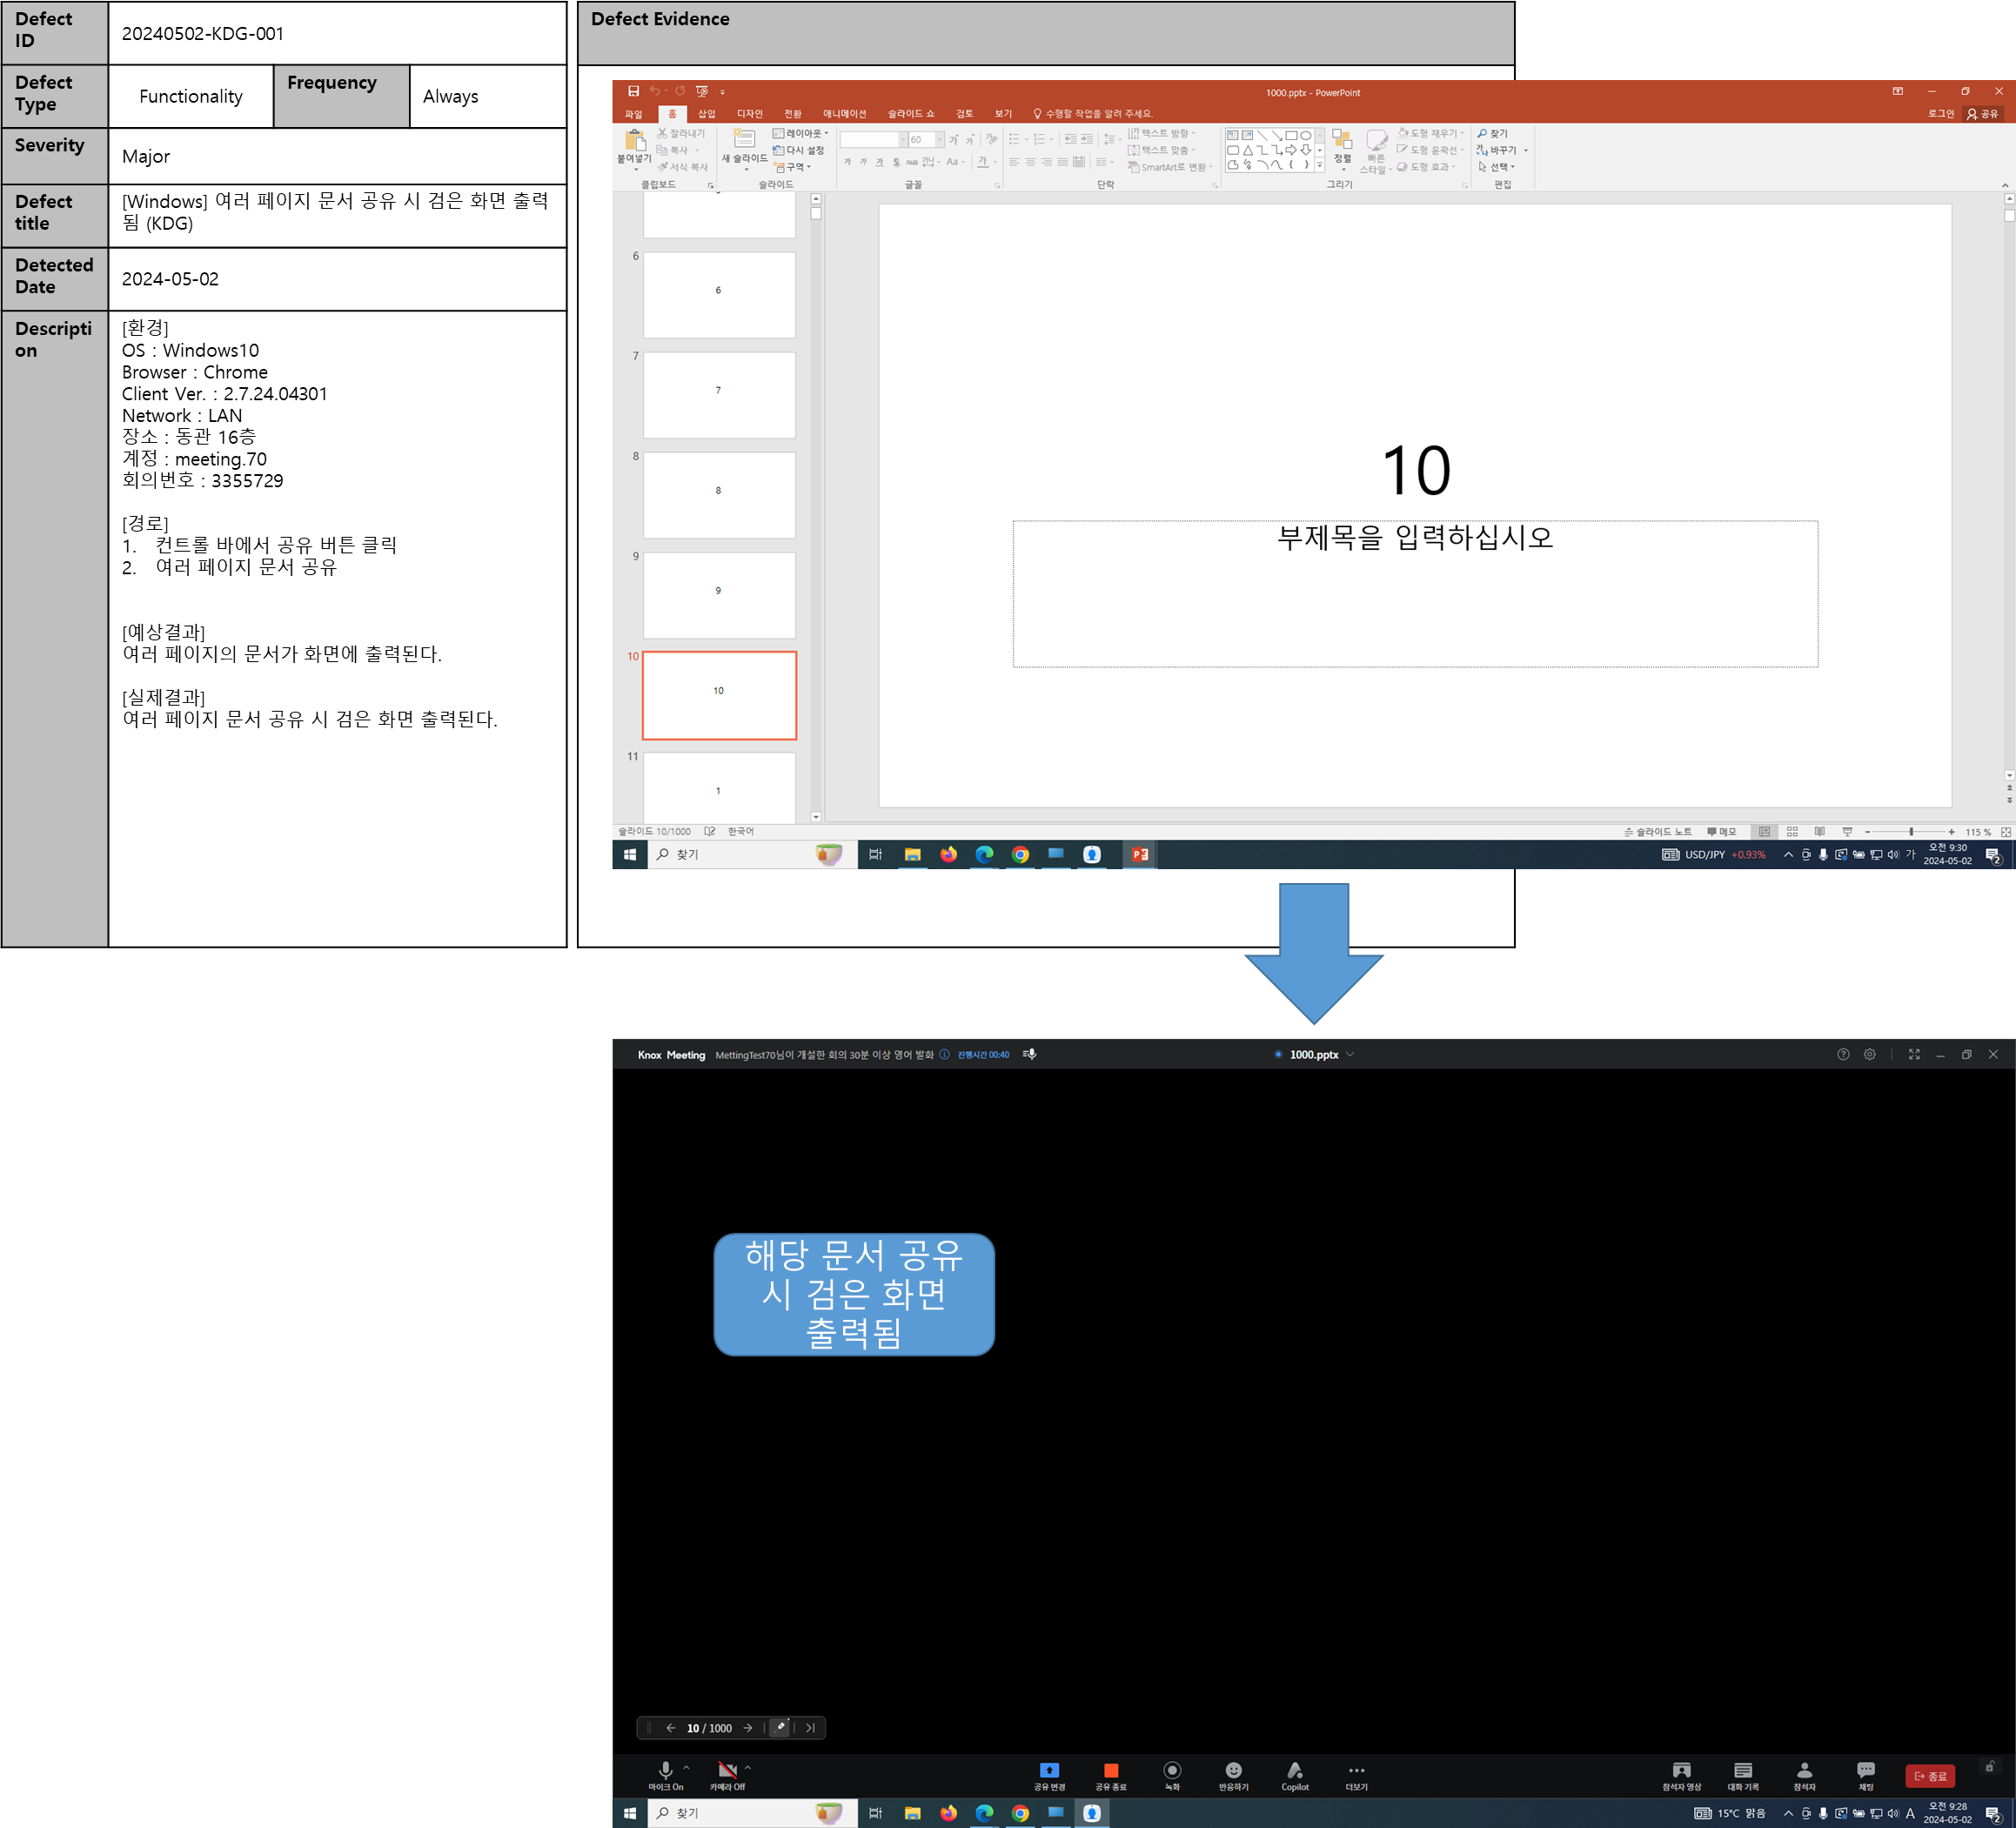 Defect ID
20240502-KDG-001
Defect Type
Functionality
Frequency
Always
Severity
Major
Defect title
[Windows] 여러 페이지 문서 공유 시 검은 화면 출력
됨 (KDG)
Detected Date
2024-05-02
Descripti
on
[환경]
OS : Windows10
Browser : Chrome
Client Ver. : 2.7.24.04301
Network : LAN
장소 : 동관 16층
계정 : meeting.70
회의번호 : 3355729
[경로]
1. 컨트롤 바에서 공유 버튼 클릭
2. 여러 페이지 문서 공유
[예상결과]
여러 페이지의 문서가 화면에 출력된다.
[실제결과]
여러 페이지 문서 공유 시 검은 화면 출력된다.
Defect Evidence
1000.pptx - PowerPoint
파일 홈 삽입 디자인 전환 애니메이션 슬라이드 쇼 검토 보기 수행할 작업을 알려 주세요.
로그인 공유
붙여넣기 잘라내기 복사 서식 복사
클립보드
새 슬라이드 레이아웃 다시 설정 구역
슬라이드
60
가 가 가 가 가 S abc 가나 Aa 가
글꼴
텍스트 방향 텍스트 맞춤 SmartArt로 변환
단락
정렬 빠른 스타일 도형 채우기 도형 윤곽선 도형 효과
그리기
찾기 바꾸기 선택
편집
6
6
7
7
8
8
9
9
10
10
11
1
10
부제목을 입력하십시오
슬라이드 10/1000 한국어
슬라이드 노트 메모 115 %
찾기
USD/JPY +0.93% 가 오전 9:30
2024-05-02
2
Knox Meeting MettingTest70님이 개설한 회의 30분 이상 영어 발화 진행시간 00:40
1000.pptx
해당 문서 공유
시 검은 화면
출력됨
10 / 1000
마이크 On 카메라 Off 공유 변경 공유 종료 녹화 반응하기 Copilot 더보기 참석자 영상 대화 기록 참석자 채팅 종료
찾기
15°C 맑음 A 오전 9:28
2024-05-02
2